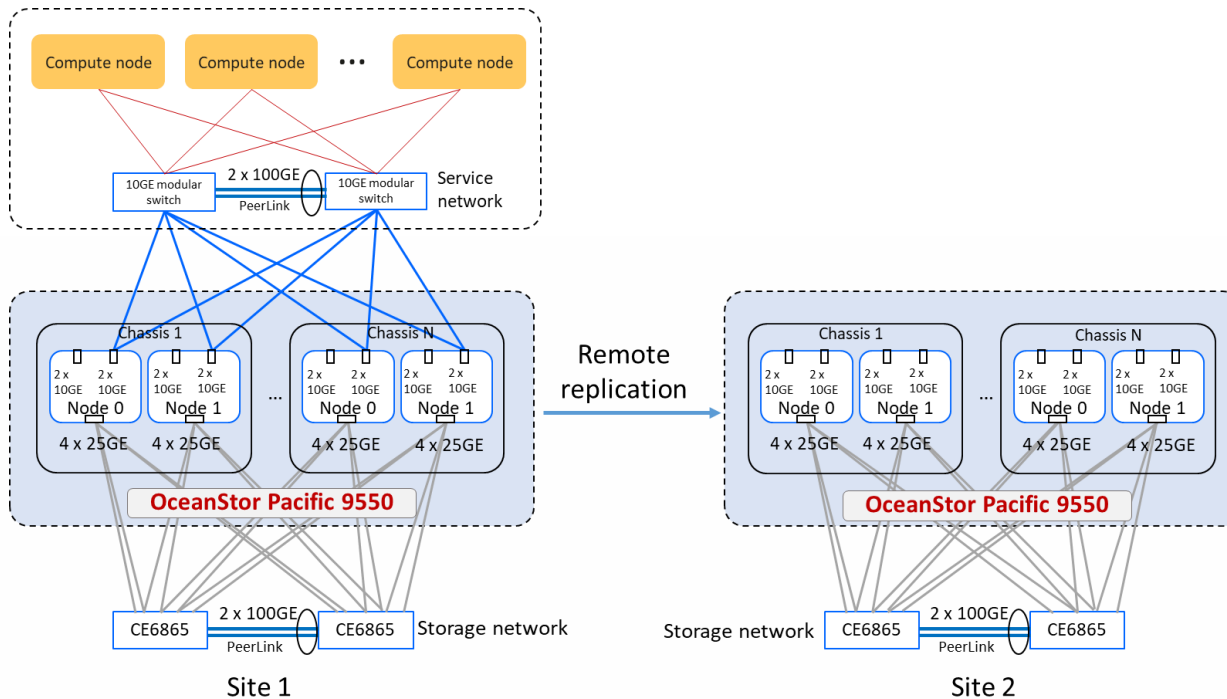 Compute node
Compute node
•••
Compute node
10GE modular
switch
2 x 100GE
PeerLink
10GE modular
switch
Service
network
Chassis 1
2 x
10GE
2 x
10GE
Node 0
2 x
10GE
2 x
10GE
Node 1
4 x 25GE
4 x 25GE
...
Chassis N
2 x
10GE
2 x
10GE
Node 0
2 x
10GE
2 x
10GE
Node 1
4 x 25GE
4 x 25GE
OceanStor Pacific 9550
Remote
replication
Chassis 1
2 x
10GE
2 x
10GE
Node 0
2 x
10GE
2 x
10GE
Node 1
4 x 25GE
4 x 25GE
...
Chassis N
2 x
10GE
2 x
10GE
Node 0
2 x
10GE
2 x
10GE
Node 1
4 x 25GE
4 x 25GE
OceanStor Pacific 9550
CE6865
2 x 100GE
PeerLink
CE6865
Storage network
Storage network
CE6865
2 x 100GE
PeerLink
CE6865
Site 1
Site 2